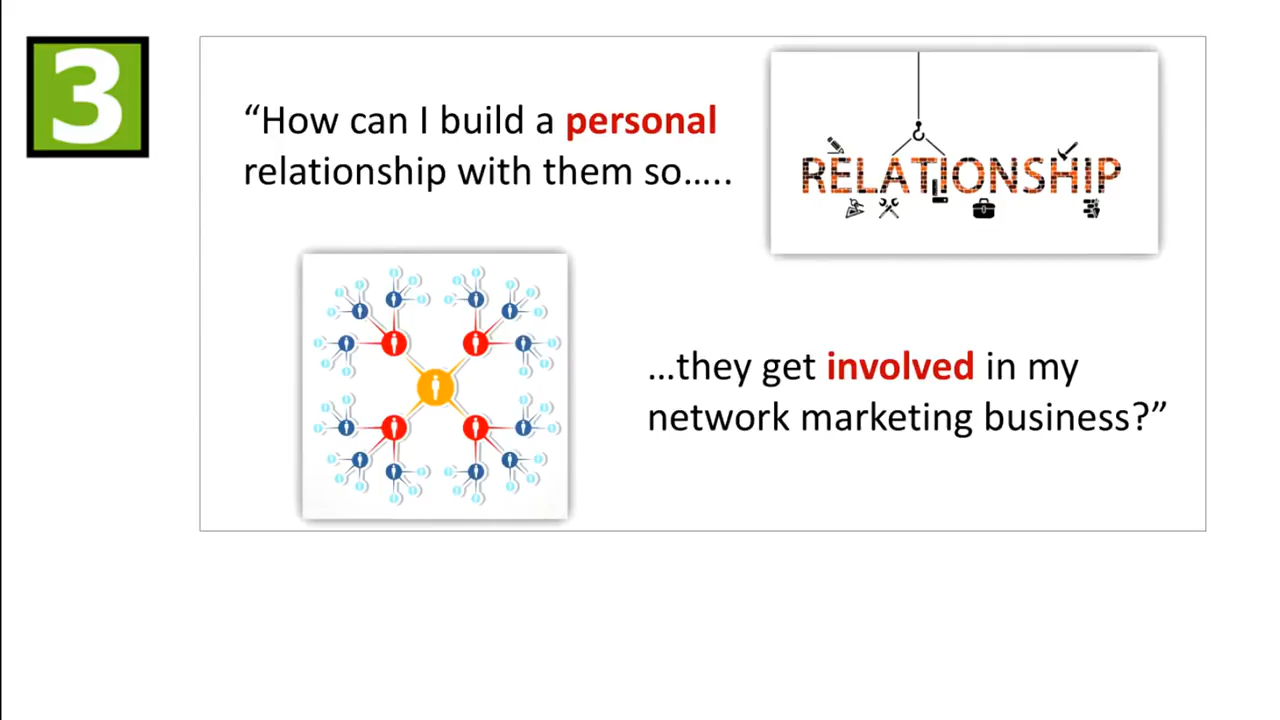 3
“How can I build a personal
relationship with them so…..
RELATIONSHIP
…they get involved in my
network marketing business?”